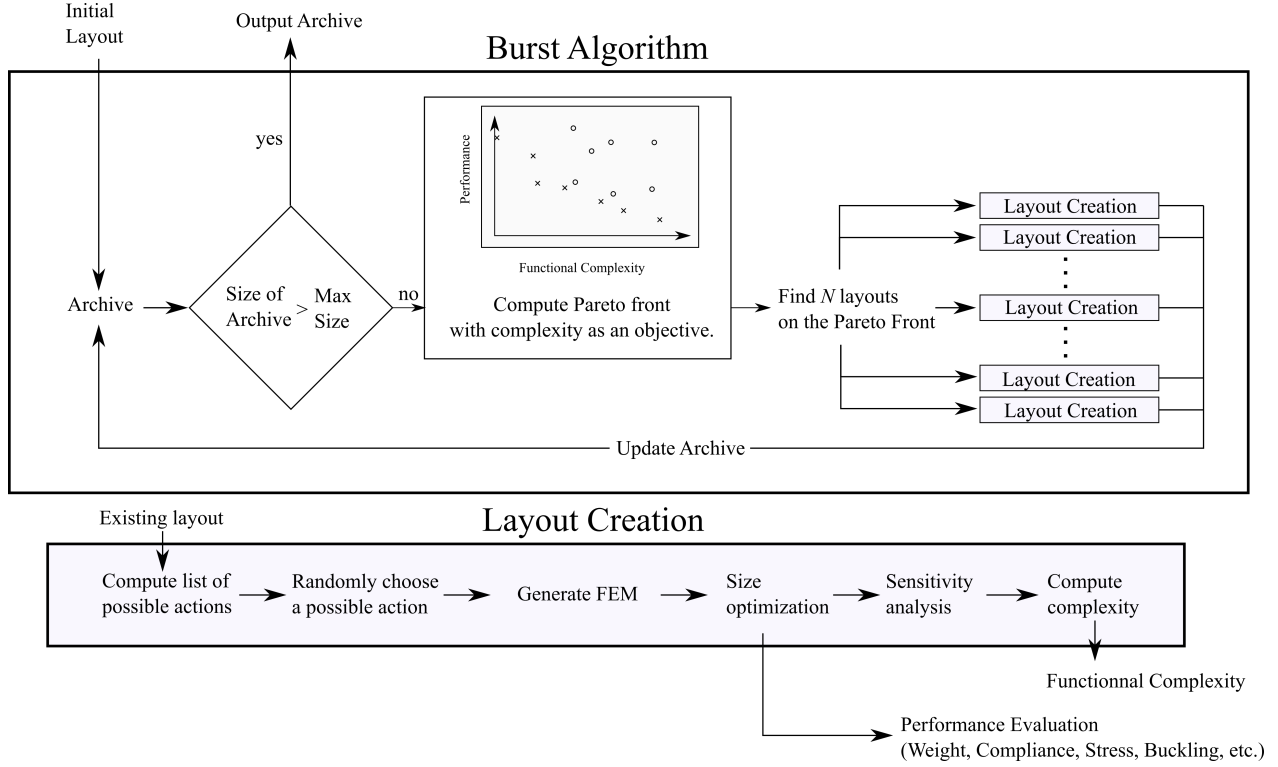 Initial
Layout
Output Archive
Burst Algorithm
yes
Performance
Functional Complexity
Compute Pareto front
with complexity as an objective.
Archive
Size of
Archive
>
Max
Size
no
Find N layouts
on the Pareto Front
Layout Creation
Layout Creation
Layout Creation
Layout Creation
Layout Creation
Update Archive
Existing layout
Layout Creation
Compute list of
possible actions
Randomly choose
a possible action
Generate FEM
Size
optimization
Sensitivity
analysis
Compute
complexity
Functionnal Complexity
Performance Evaluation
(Weight, Compliance, Stress, Buckling, etc.)